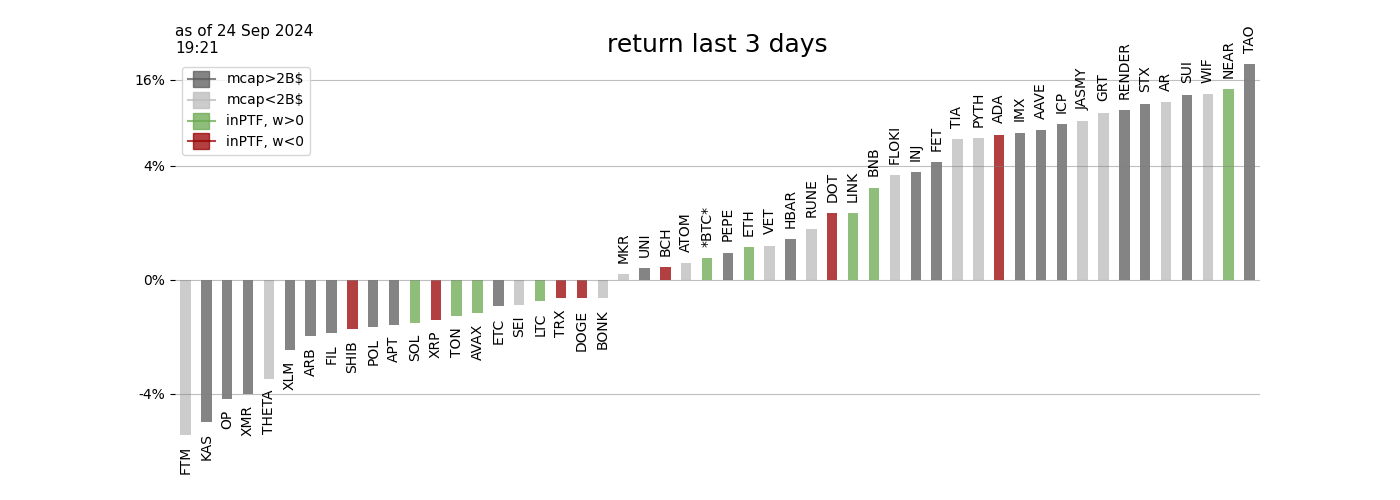 as of 24 Sep 2024
19:21
return last 3 days
mcap>2B$
mcap<2B$
inPTF, w>0
inPTF, w<0
16%
4%
0%
-4%
FTM
KAS
OP
XMR
THETA
XLM
ARB
FIL
SHIB
POL
APT
SOL
XRP
TON
AVAX
ETC
SEI
LTC
TRX
DOGE
BONK
MKR
UNI
BCH
ATOM
*BTC*
PEPE
ETH
VET
HBAR
RUNE
DOT
LINK
BNB
FLOKI
INJ
FET
TIA
PYTH
ADA
IMX
AAVE
ICP
JASMY
GRT
RENDER
STX
AR
SUI
WIF
NEAR
TAO